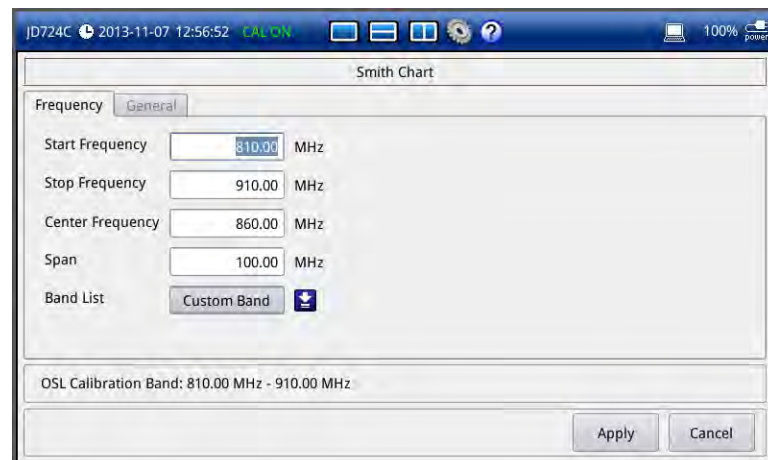 JD724C 2013-11-07 12:56:52 CAL ON 100% power
Smith Chart
Frequency General
Start Frequency 810.00 MHz
Stop Frequency 910.00 MHz
Center Frequency 860.00 MHz
Span 100.00 MHz
Band List Custom Band
OSL Calibration Band: 810.00 MHz - 910.00 MHz
Apply Cancel